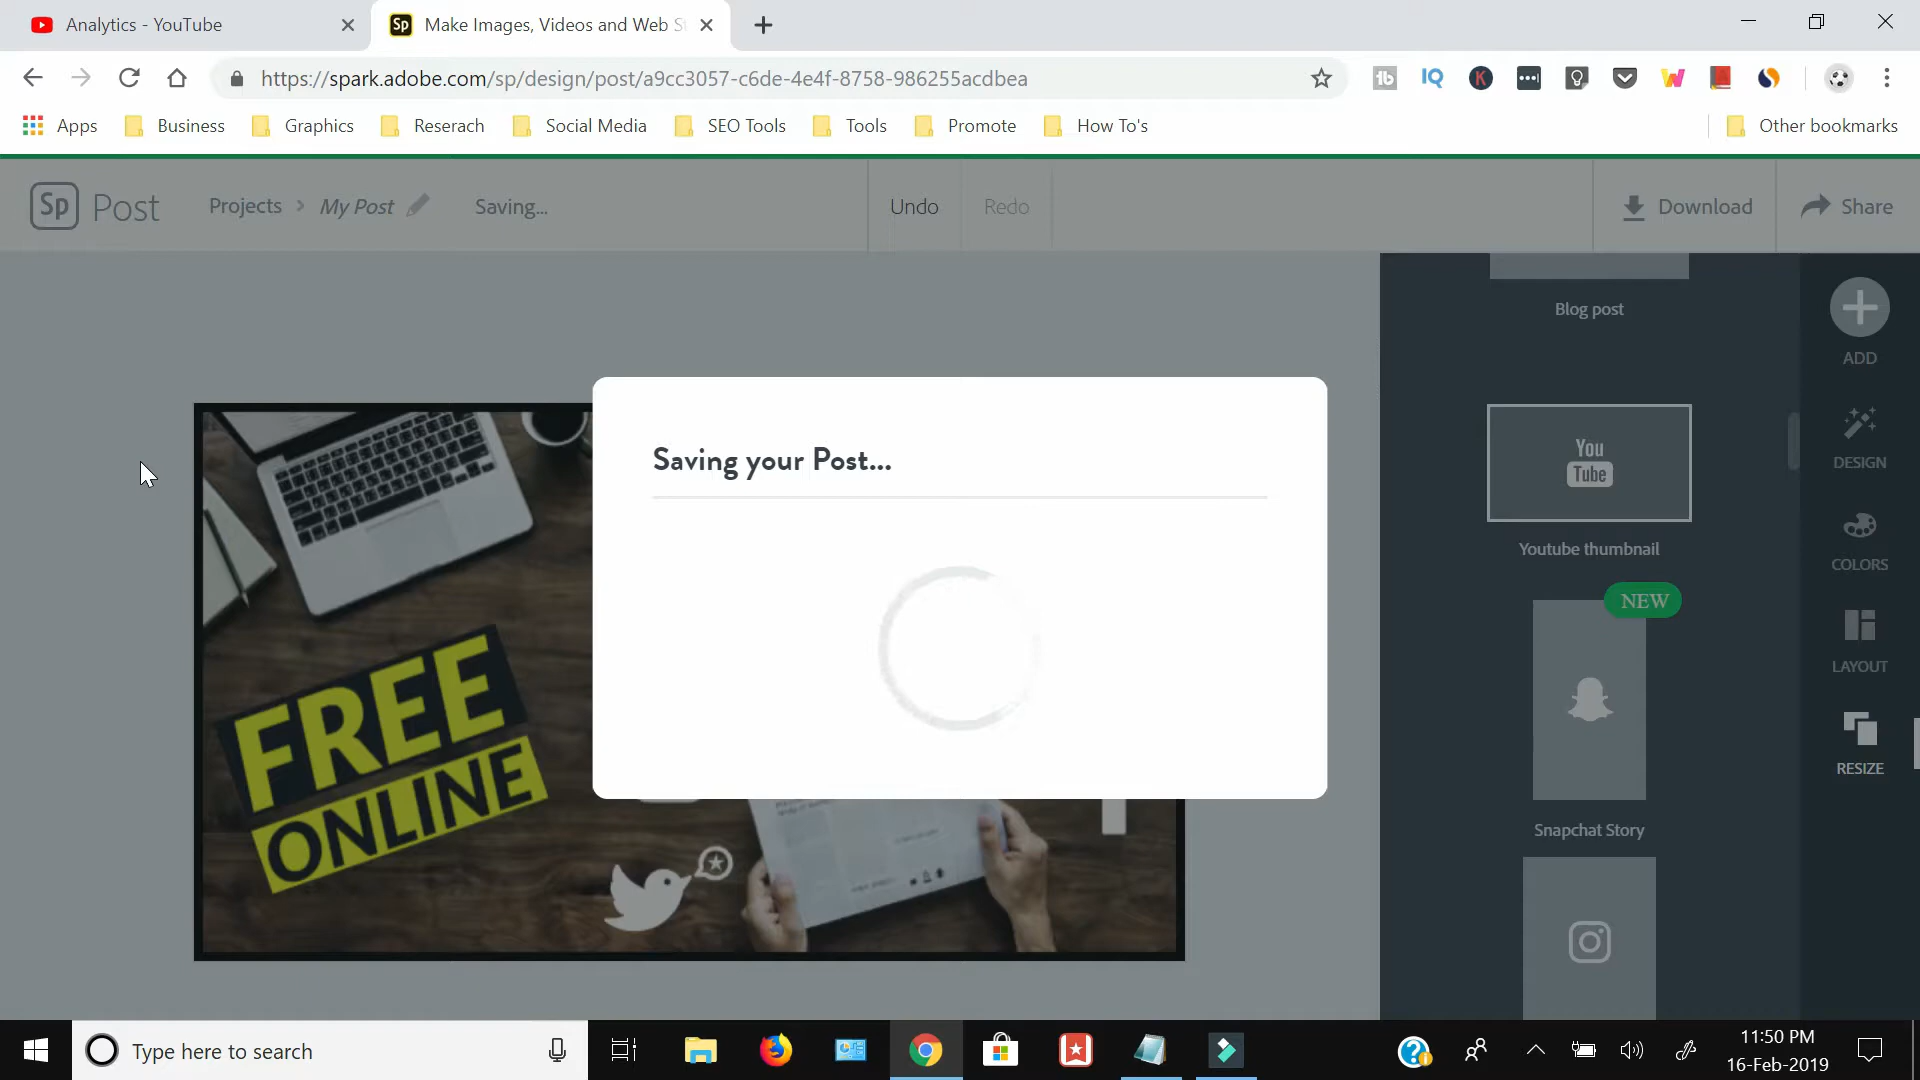 Analytics - YouTube
Sp
Make Images, Videos and Web S
https://spark.adobe.com/sp/design/post/a9cc3057-c6de-4e4f-8758-986255acdbea
tb
IQ
K
Apps
Business
Graphics
Reserach
Social Media
SEO Tools
Tools
Promote
How To's
Other bookmarks
Sp
Post
Projects
My Post
Saving...
Undo
Redo
Download
Share
Blog post
ADD
You
Tube
Youtube thumbnail
DESIGN
COLORS
NEW
LAYOUT
Snapchat Story
RESIZE
Saving your Post...
FREE
ONLINE
Type here to search
11:50 PM
16-Feb-2019